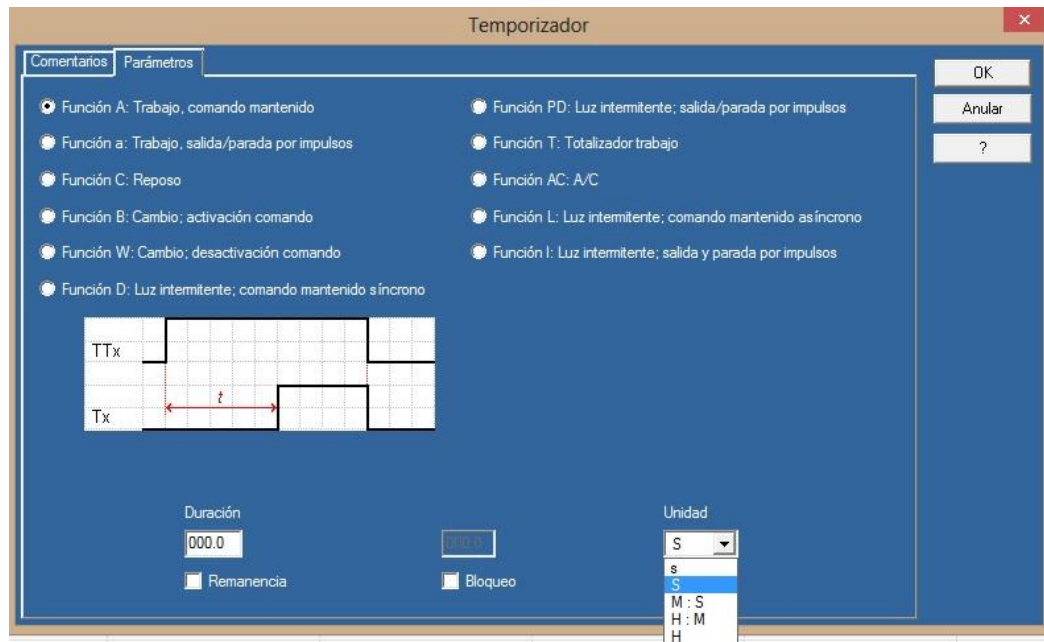 Temporizador
Comentarios
Parámetros
OK
Anular
?
Función A: Trabajo, comando mantenido
Función a: Trabajo, salida/parada por impulsos
Función C: Reposo
Función B: Cambio; activación comando
Función W: Cambio; desactivación comando
Función D: Luz intermitente; comando mantenido síncrono
Función PD: Luz intermitente; salida/parada por impulsos
Función T: Totalizador trabajo
Función AC: A/C
Función L: Luz intermitente; comando mantenido asíncrono
Función I: Luz intermitente; salida y parada por impulsos
TTx
t
Tx
Duración
000.0
Remanencia
000.0
Bloqueo
Unidad
S
s
S
M : S
H : M
H